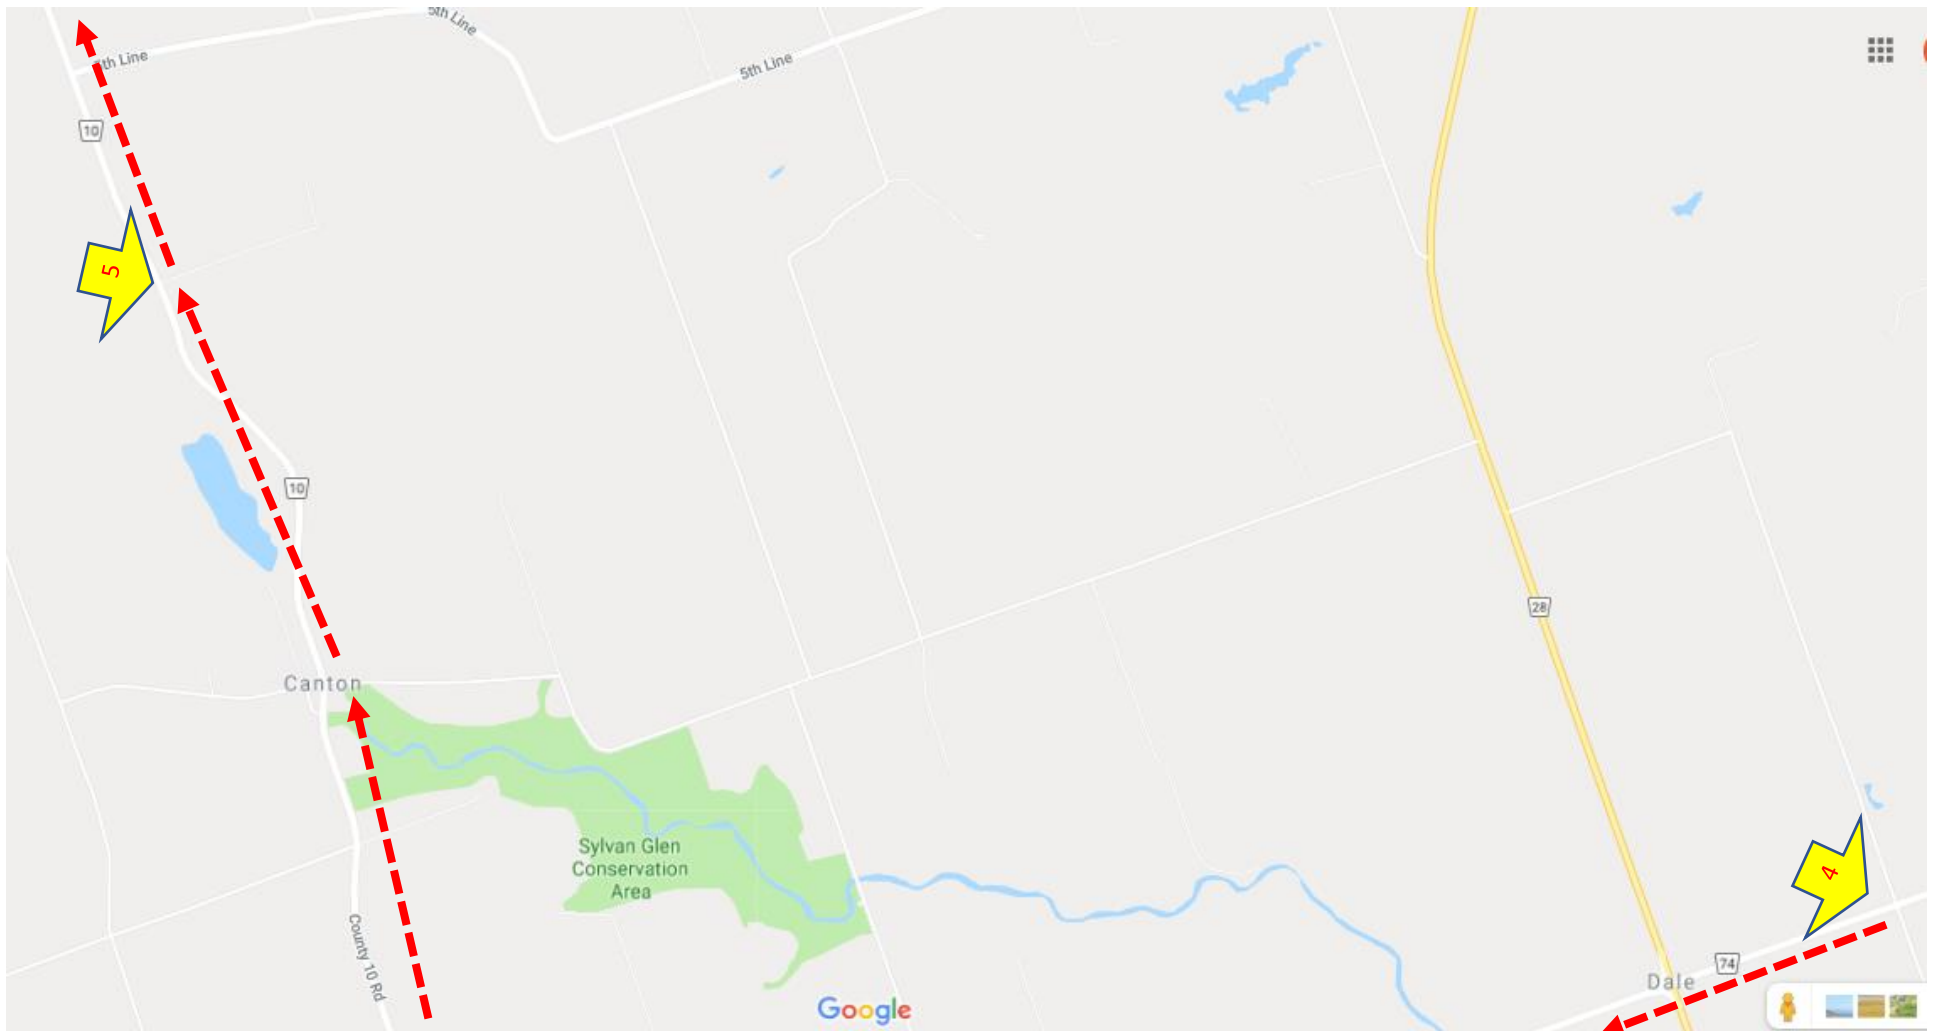 5th Line
5th Line
5th Line
10
5
10
28
Canton
Sylvan Glen
Conservation
Area
4
County 10 Rd
74
Dale
Google